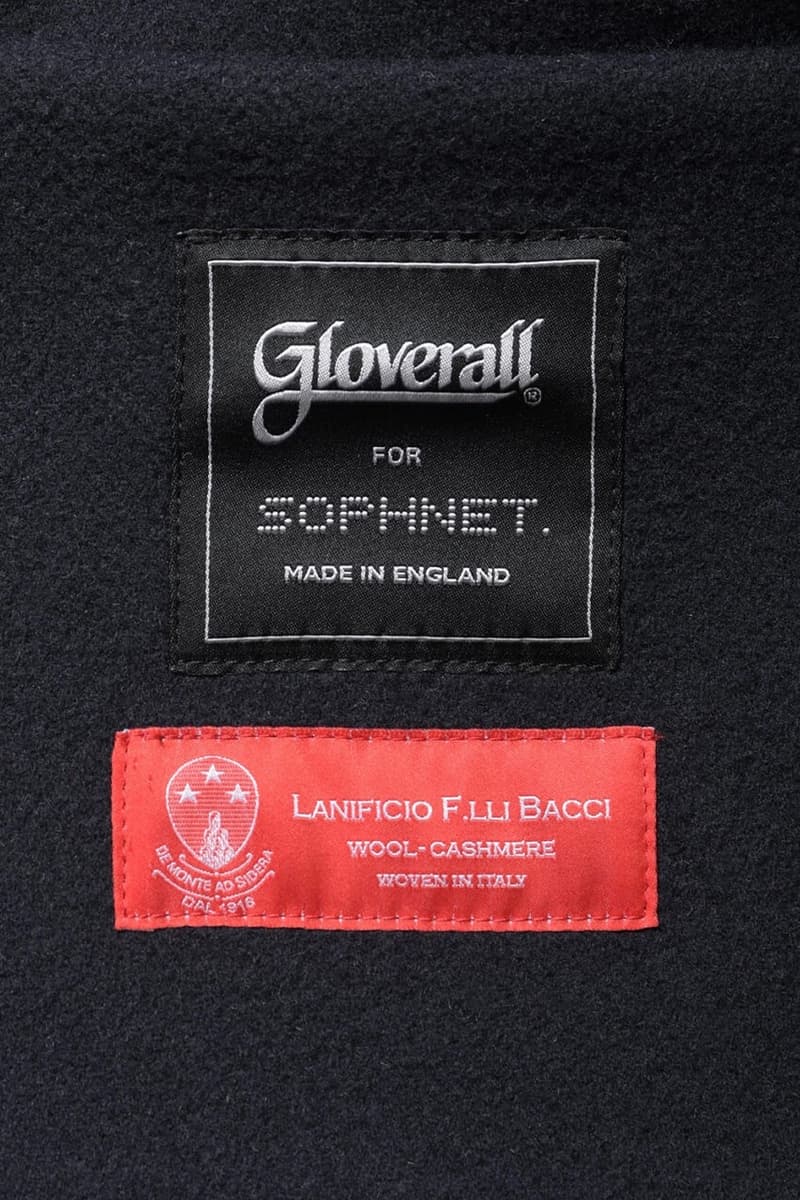 Gloverall®
FOR
SOPHNET.
MADE IN ENGLAND
LANIFICIO F.LLI BACCI
WOOL-CASHMERE
WOVEN IN ITALY
DE MONTE AD SIDERA
DAL 1918